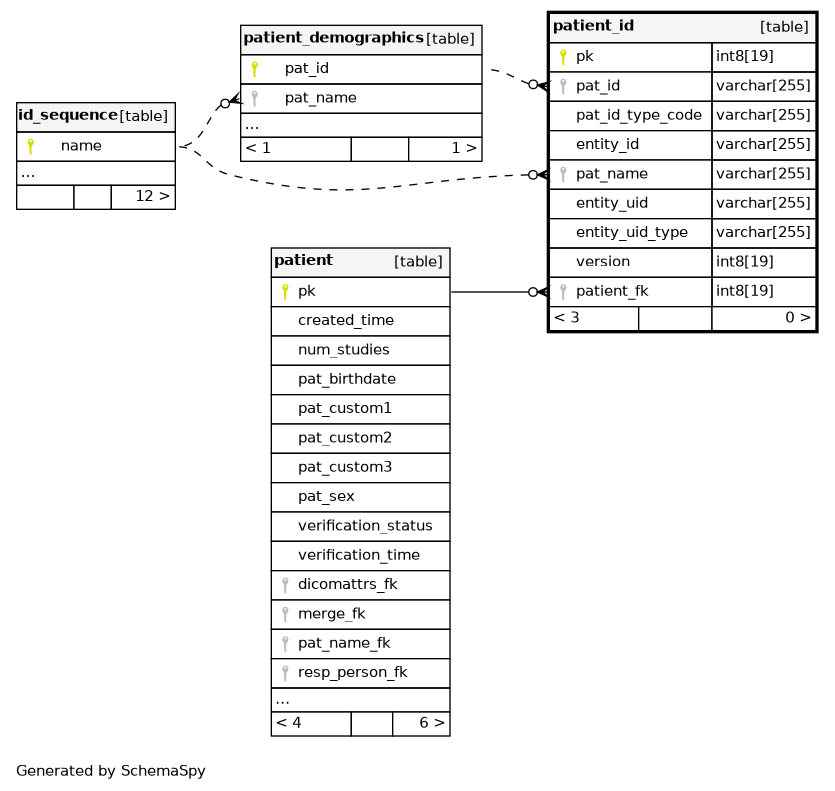 patient_demographics [table]
pat_id
pat_name
...
< 1 1 >
id_sequence [table]
name
...
12 >
patient_id [table]
pk int8[19]
pat_id varchar[255]
pat_id_type_code varchar[255]
entity_id varchar[255]
pat_name varchar[255]
entity_uid varchar[255]
entity_uid_type varchar[255]
version int8[19]
patient_fk int8[19]
< 3 0 >
patient [table]
pk
created_time
num_studies
pat_birthdate
pat_custom1
pat_custom2
pat_custom3
pat_sex
verification_status
verification_time
dicomattrs_fk
merge_fk
pat_name_fk
resp_person_fk
...
< 4 6 >
Generated by SchemaSpy